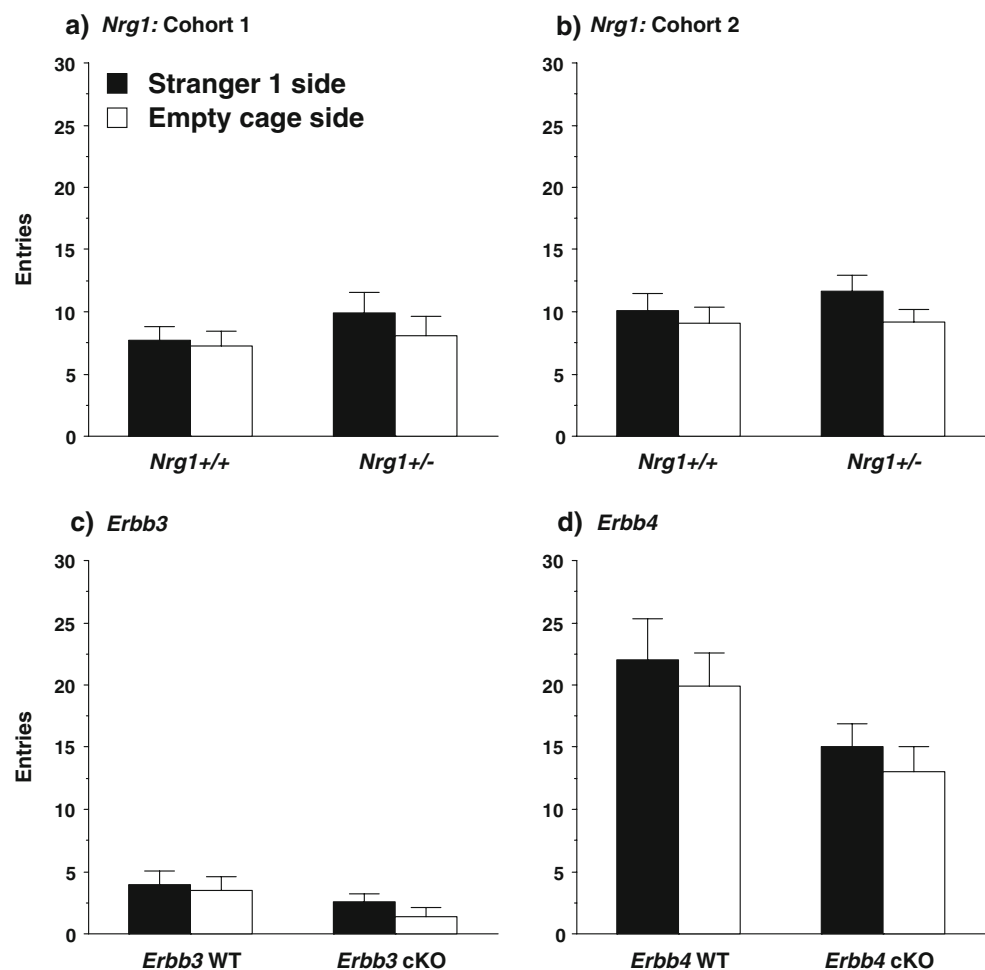 a) Nrg1: Cohort 1
b) Nrg1: Cohort 2
30
25
20
15
10
5
0
Entries
Stranger 1 side
Empty cage side
Nrg1+/+
Nrg1+/-
30
25
20
15
10
5
0
Nrg1+/+
Nrg1+/-
c) Erbb3
d) Erbb4
30
25
20
15
10
5
0
Entries
Erbb3 WT
Erbb3 cKO
30
25
20
15
10
5
0
Erbb4 WT
Erbb4 cKO